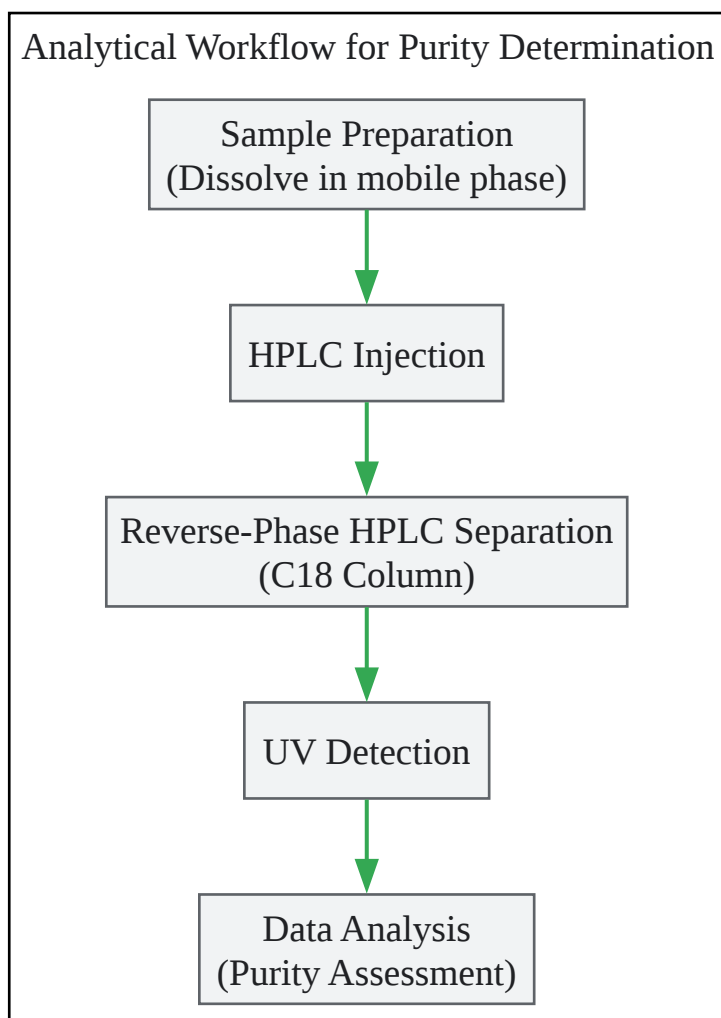 Analytical Workflow for Purity Determination
Sample Preparation
(Dissolve in mobile phase)
HPLC Injection
Reverse-Phase HPLC Separation
(C18 Column)
UV Detection
Data Analysis
(Purity Assessment)